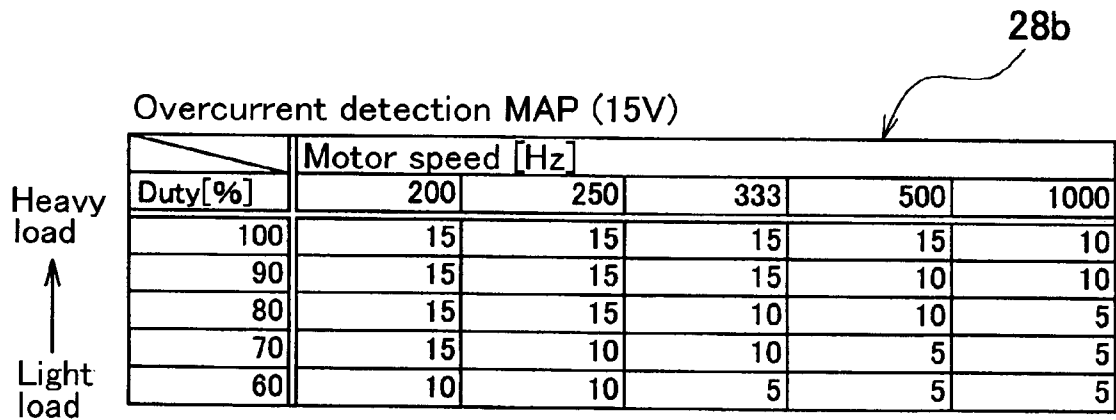 28b
Overcurrent detection MAP (15V)
Motor speed [Hz]
Duty[%] 200 250 333 500 1000
Heavy load
100 15 15 15 15 10
90 15 15 15 10 10
80 15 15 10 10 5
70 15 10 10 5 5
Light load
60 10 10 5 5 5